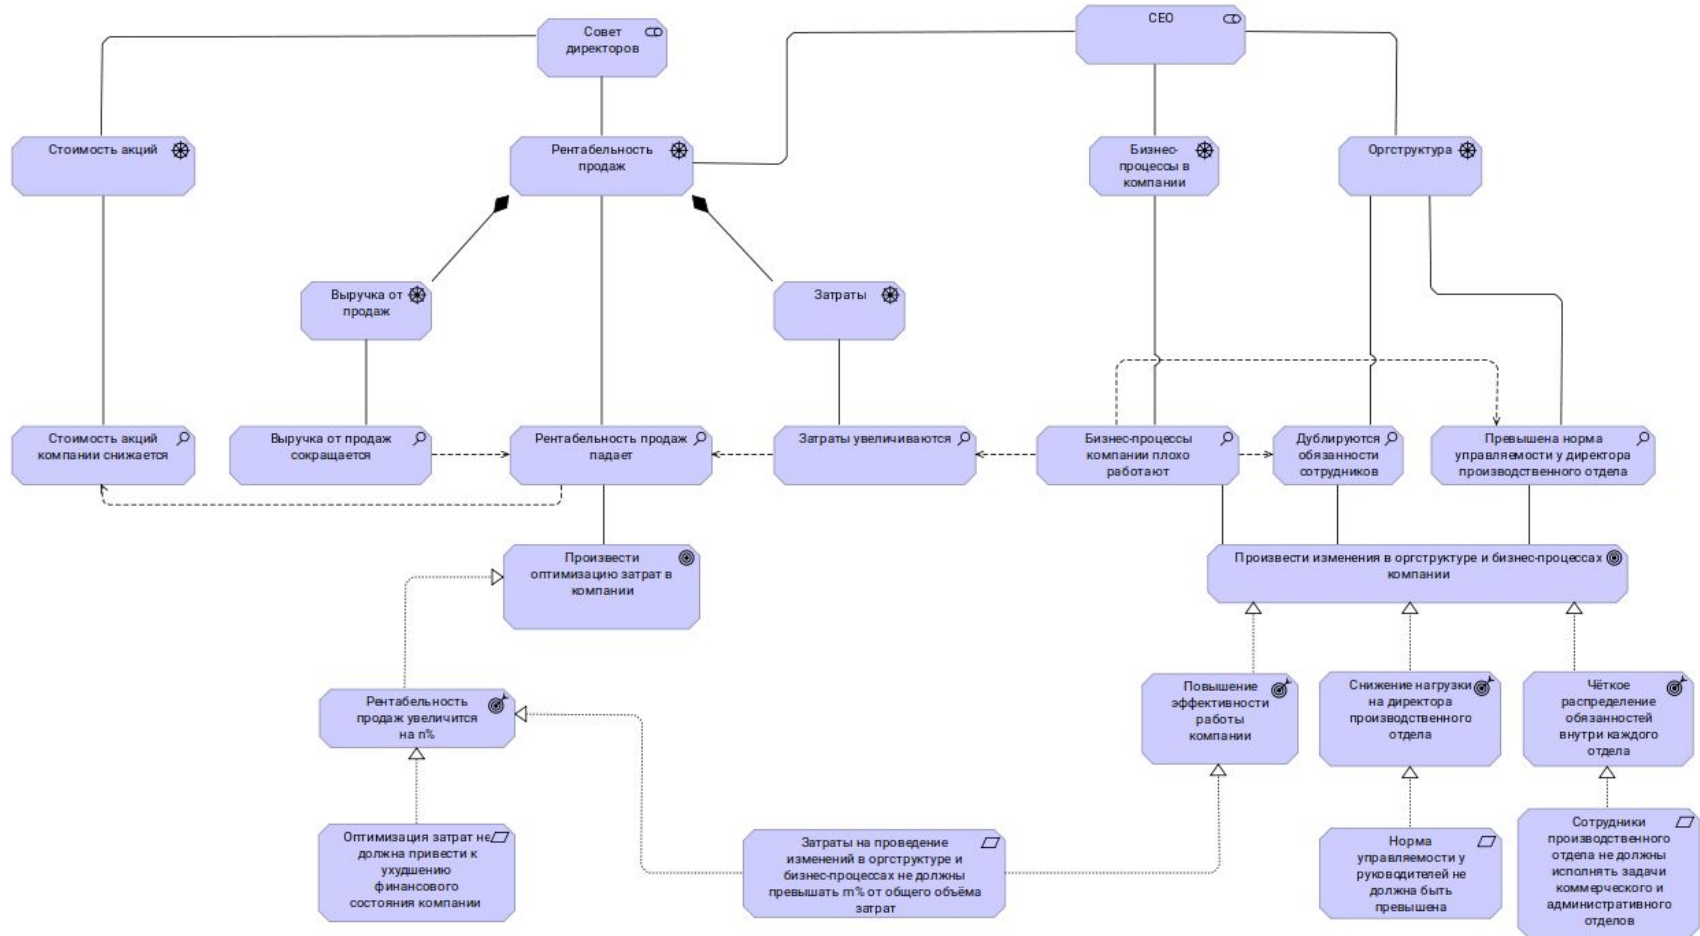 Совет
директоров
CEO
Стоимость акций
Рентабельность
продаж
Бизнес-
процессы в
компании
Оргструктура
Выручка от
продаж
Затраты
Стоимость акций
компании снижается
Выручка от продаж
сокращается
Рентабельность продаж
падает
Затраты увеличиваются
Бизнес-процессы
компании плохо
работают
Дублируются
обязанности
сотрудников
Превышена норма
управляемости у директора
производственного отдела
Произвести
оптимизацию затрат в
компании
Произвести изменения в оргструктуре и бизнес-процессах
компании
Рентабельность
продаж увеличится
на n%
Повышение
эффективности
работы
компании
Снижение нагрузки
на директора
производственного
отдела
Чёткое
распределение
обязанностей
внутри каждого
отдела
Оптимизация затрат не
должна привести к
ухудшению
финансового
состояния компании
Затраты на проведение
изменений в оргструктуре и
бизнес-процессах не должны
превышать m% от общего объёма
затрат
Норма
управляемости у
руководителей не
должна быть
превышена
Сотрудники
производственного
отдела не должны
исполнять задачи
коммерческого и
административного
отделов